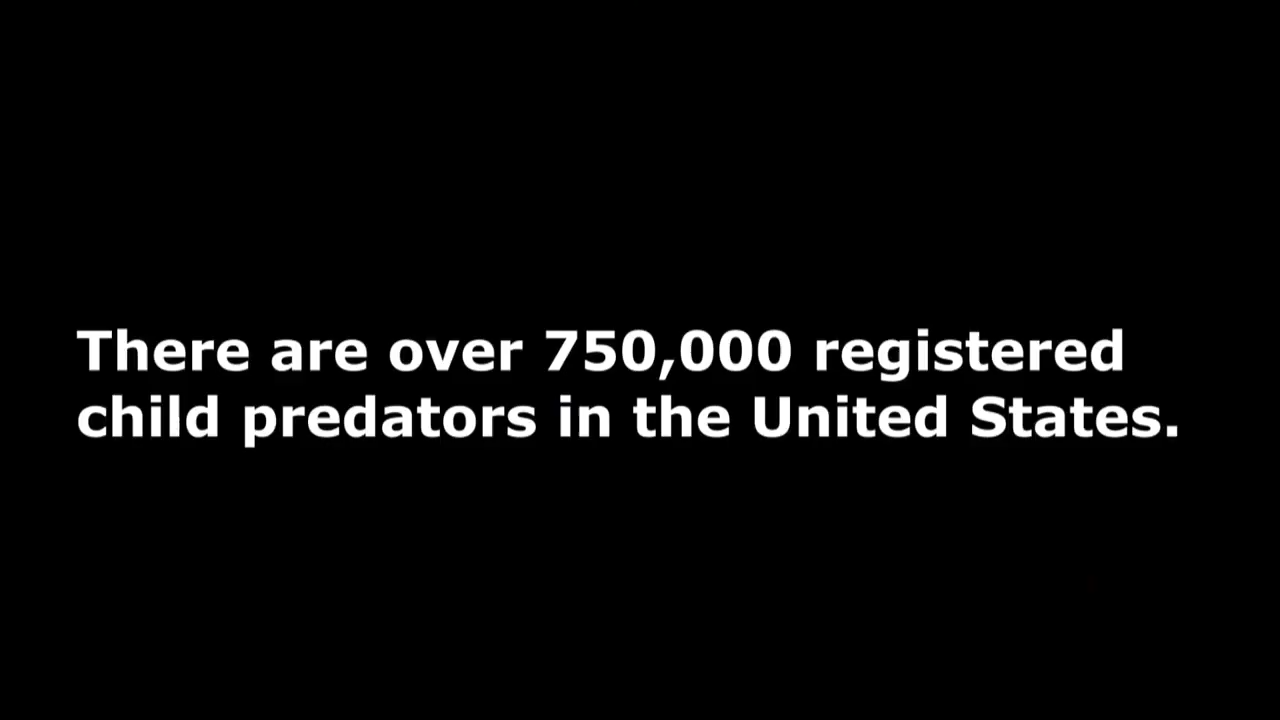 There are over 750,000 registered
child predators in the United States.